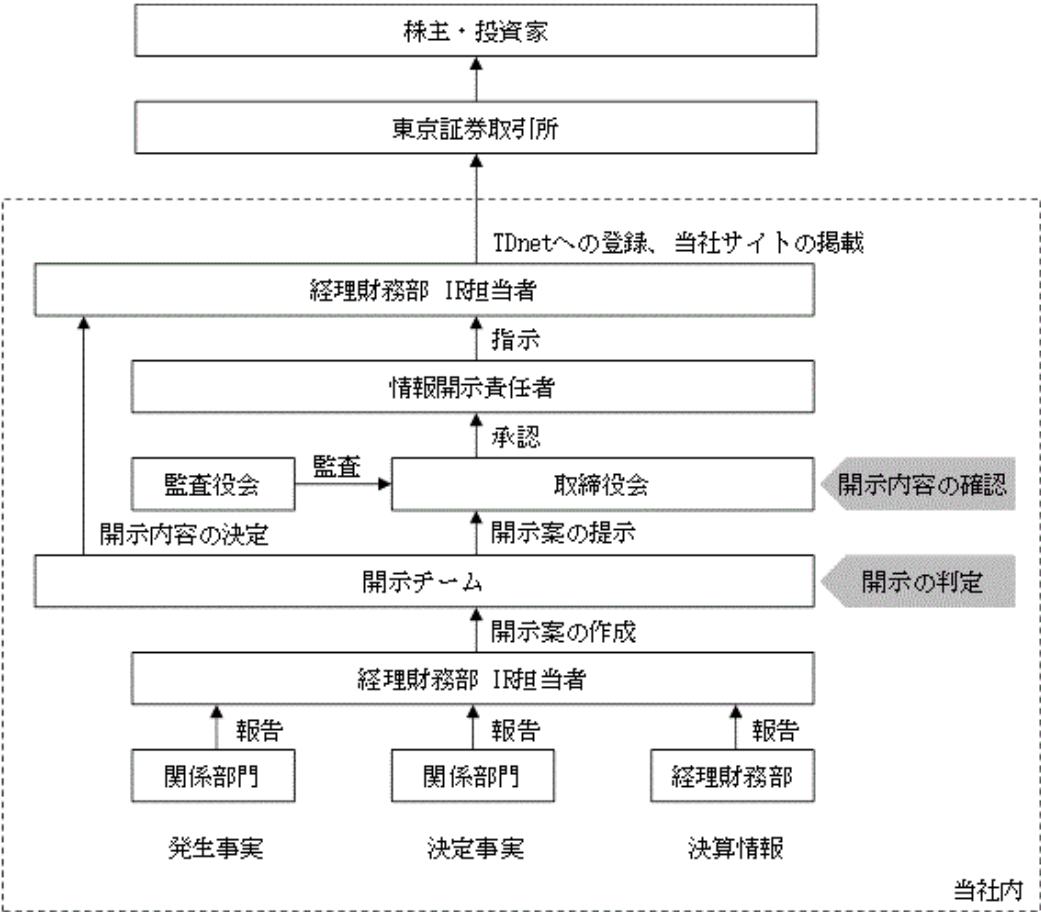 株主・投資家
東京証券取引所
TDnetへの登録、当社サイトの掲載
経理財務部 IR担当者
指示
情報開示責任者
承認
監査役会
監査
取締役会
開示内容の確認
開示内容の決定
開示案の提示
開示チーム
開示の判定
開示案の作成
経理財務部 IR担当者
報告
報告
報告
関係部門
関係部門
経理財務部
発生事実
決定事実
決算情報
当社内